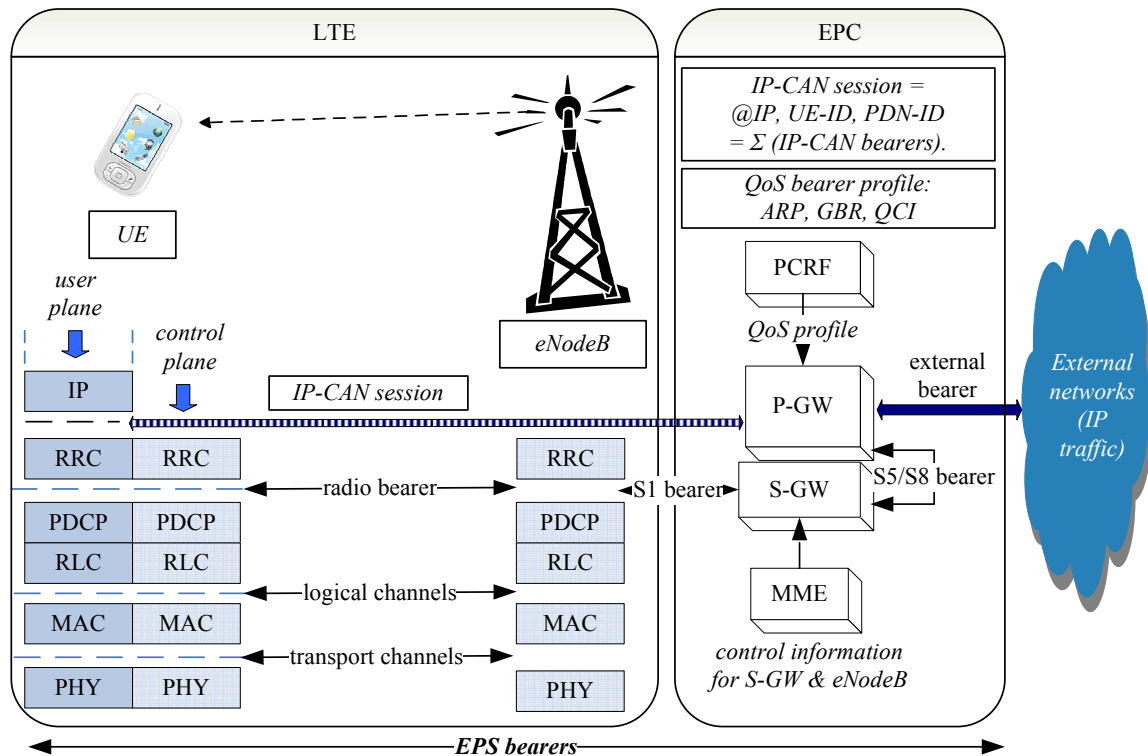 LTE
EPC
IP-CAN session =
@IP, UE-ID, PDN-ID
= Σ (IP-CAN bearers).
QoS bearer profile:
ARP, GBR, QCI
UE
eNodeB
user
plane
control
plane
IP-CAN session
PCRF
QoS profile
P-GW
external
bearer
External
networks
(IP
traffic)
S5/S8 bearer
S-GW
S1 bearer
MME
control information
for S-GW & eNodeB
IP
RRC RRC RRC
radio bearer
PDCP PDCP PDCP
RLC RLC RLC
logical channels
MAC MAC MAC
transport channels
PHY PHY PHY
EPS bearers